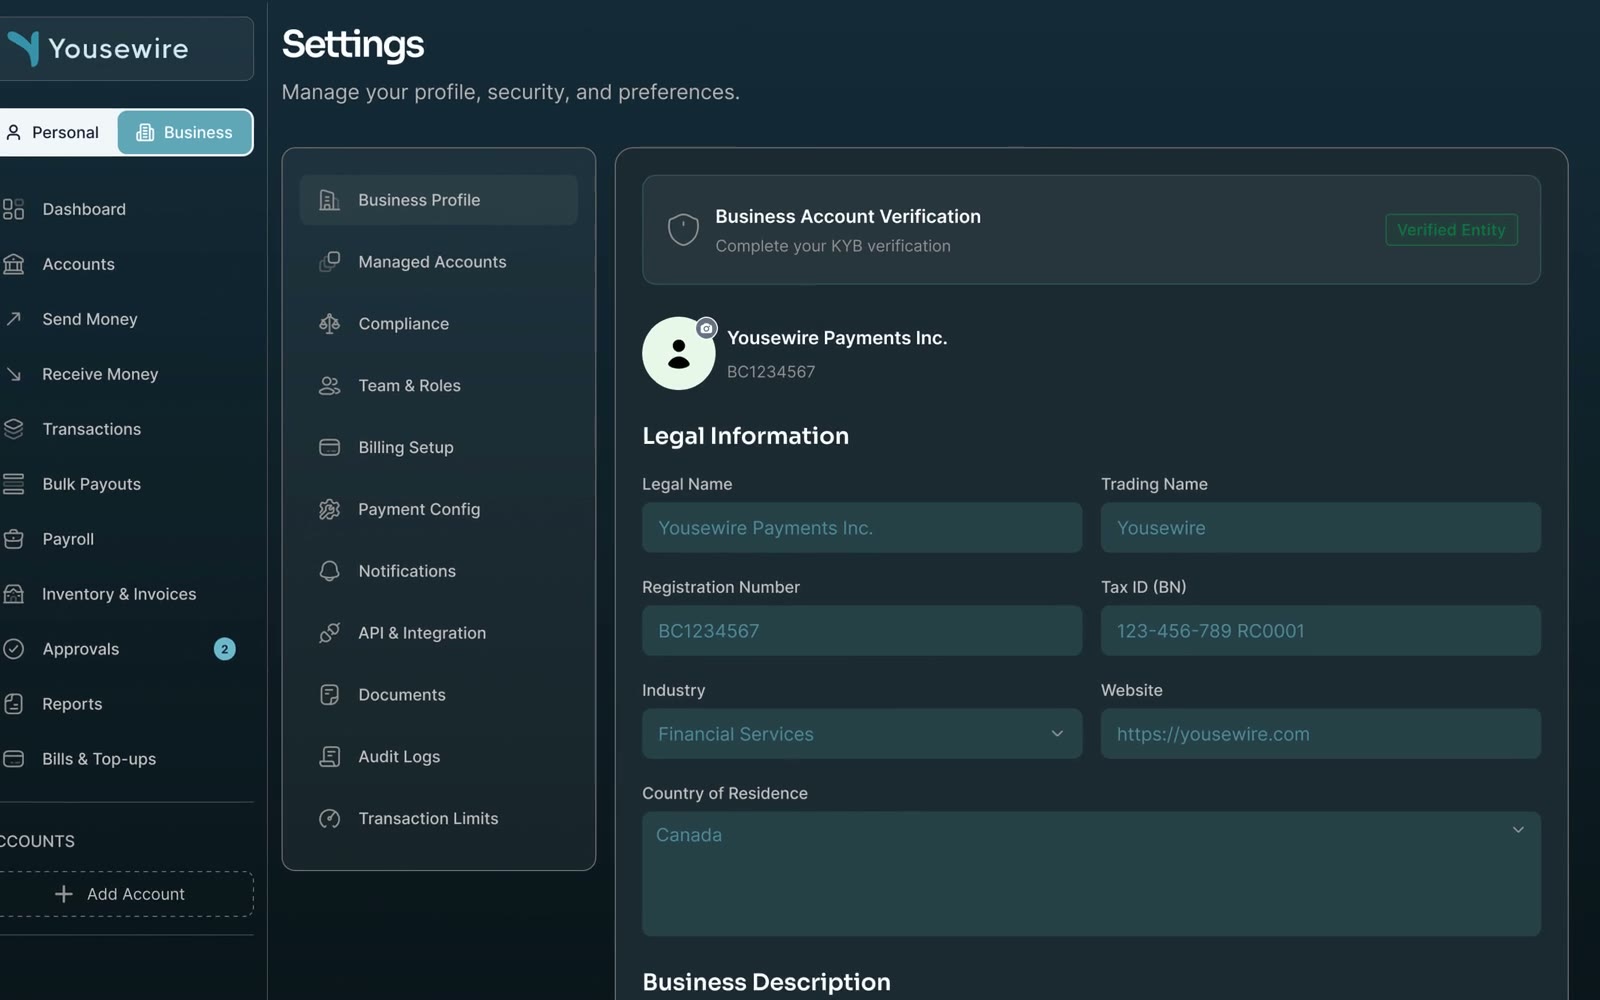 Yousewire
Personal
Business
Dashboard
Accounts
Send Money
Receive Money
Transactions
Bulk Payouts
Payroll
Inventory & Invoices
Approvals
2
Reports
Bills & Top-ups
CCOUNTS
Add Account
Settings
Manage your profile, security, and preferences.
Business Profile
Managed Accounts
Compliance
Team & Roles
Billing Setup
Payment Config
Notifications
API & Integration
Documents
Audit Logs
Transaction Limits
Business Account Verification
Complete your KYB verification
Verified Entity
Yousewire Payments Inc.
BC1234567
Legal Information
Legal Name
Trading Name
Yousewire Payments Inc.
Yousewire
Registration Number
Tax ID (BN)
BC1234567
123-456-789 RC0001
Industry
Website
Financial Services
https://yousewire.com
Country of Residence
Canada
Business Description